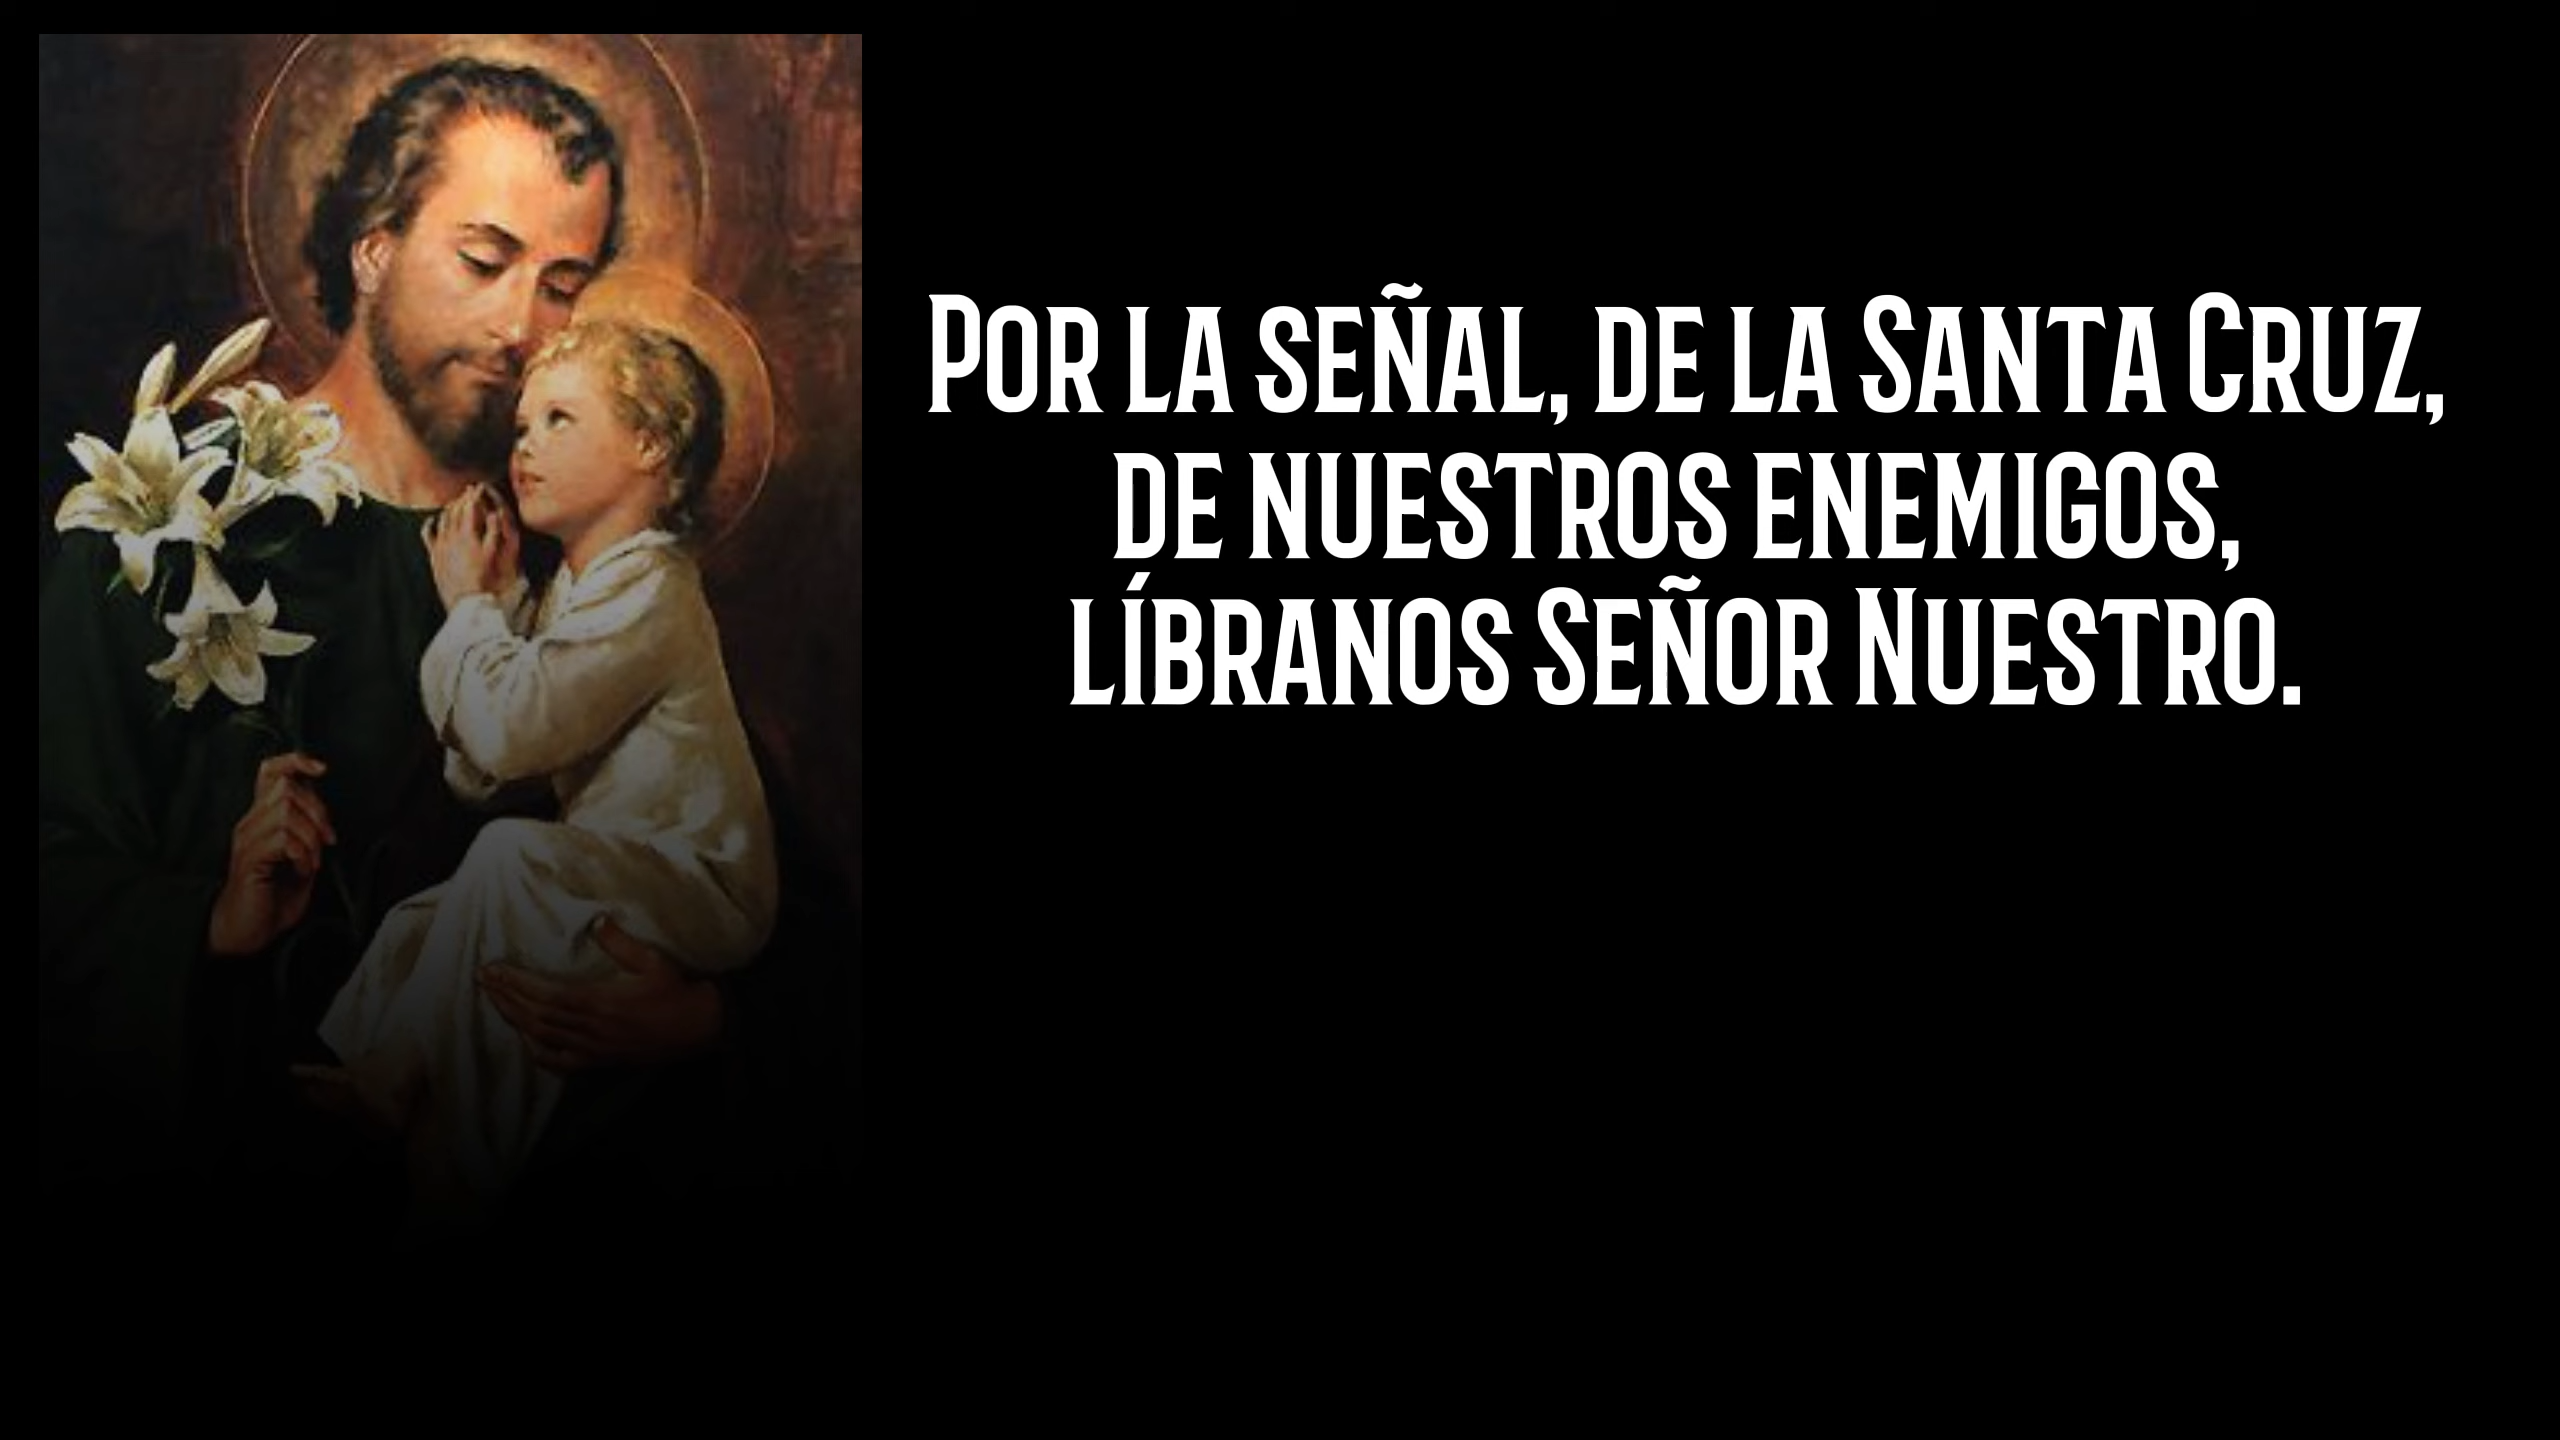 Por la señal, de la Santa Cruz,
de nuestros enemigos,
líbranos Señor Nuestro.